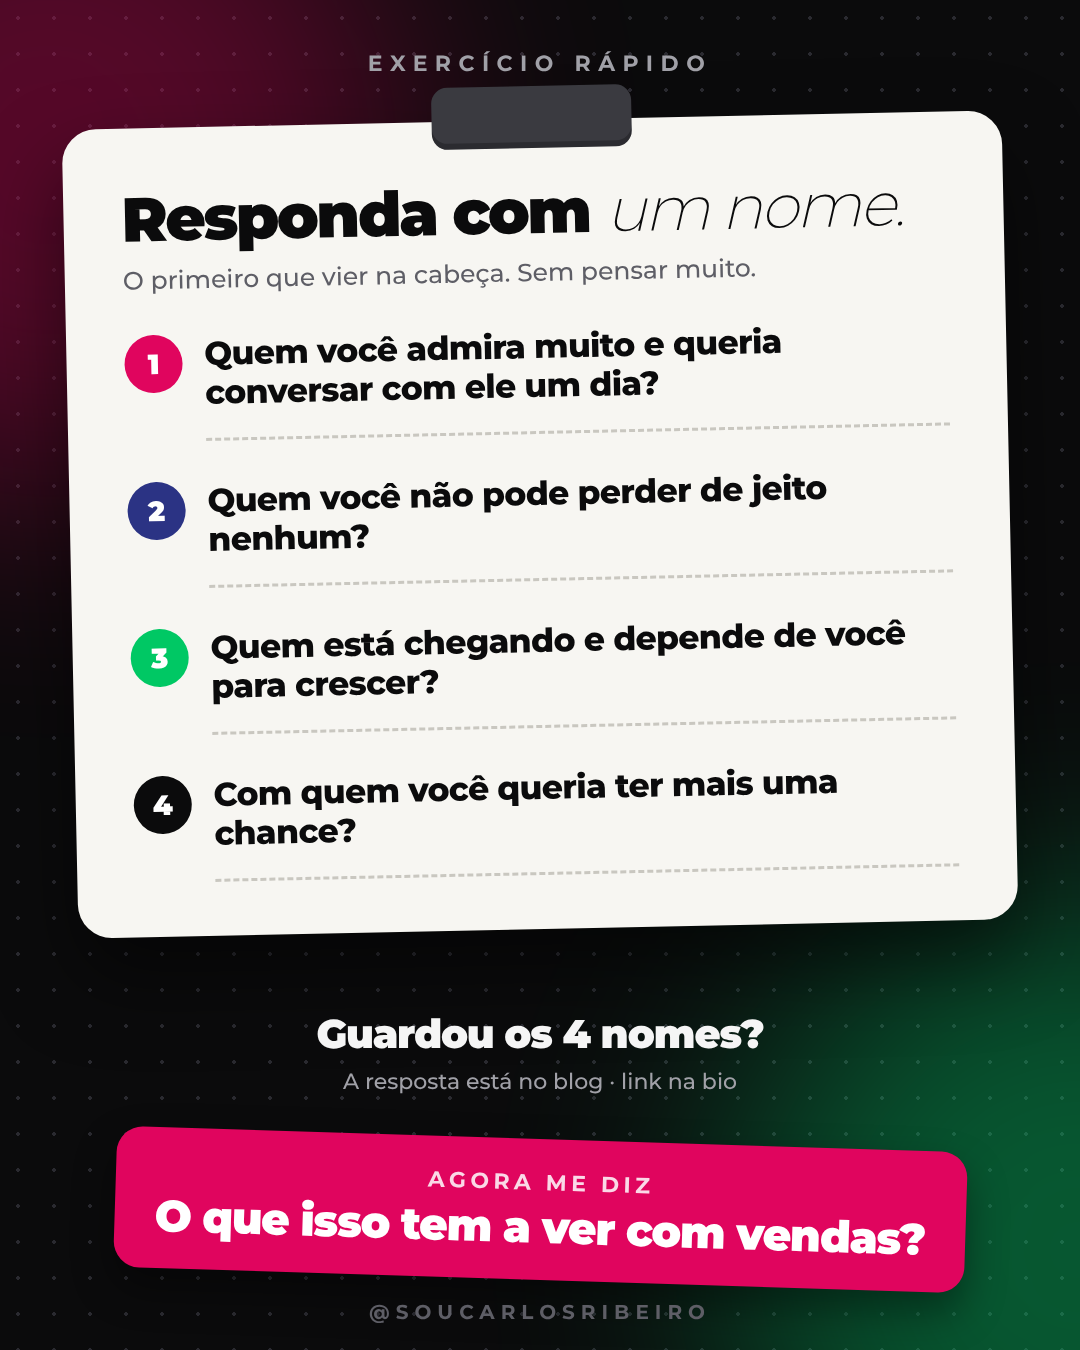 EXERCÍCIO RÁPIDO
Responda com um nome.
O primeiro que vier na cabeça. Sem pensar muito.
1 Quem você admira muito e queria
conversar com ele um dia?
2 Quem você não pode perder de jeito
nenhum?
3 Quem está chegando e depende de você
para crescer?
4 Com quem você queria ter mais uma
chance?
Guardou os 4 nomes?
A resposta está no blog · link na bio
AGORA ME DIZ
O que isso tem a ver com vendas?
@SOUCARLOSRIBEIRO